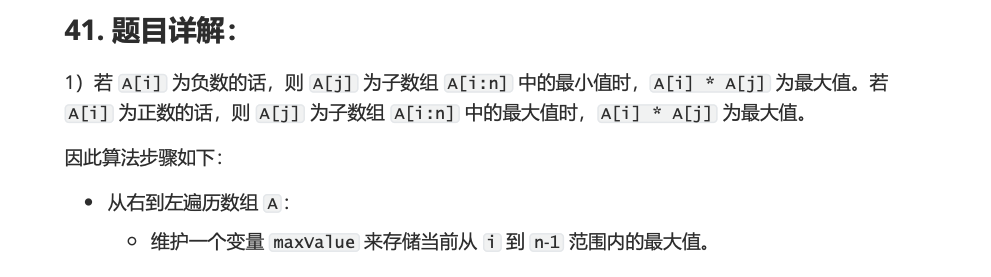 41. 题目详解：
1）若 A[i] 为负数的话，则 A[j] 为子数组 A[i:n] 中的最小值时，A[i] * A[j] 为最大值。若
A[i] 为正数的话，则 A[j] 为子数组 A[i:n] 中的最大值时，A[i] * A[j] 为最大值。
因此算法步骤如下：
• 从右到左遍历数组 A：
◦ 维护一个变量 maxValue 来存储当前从 i 到 n-1 范围内的最大值。